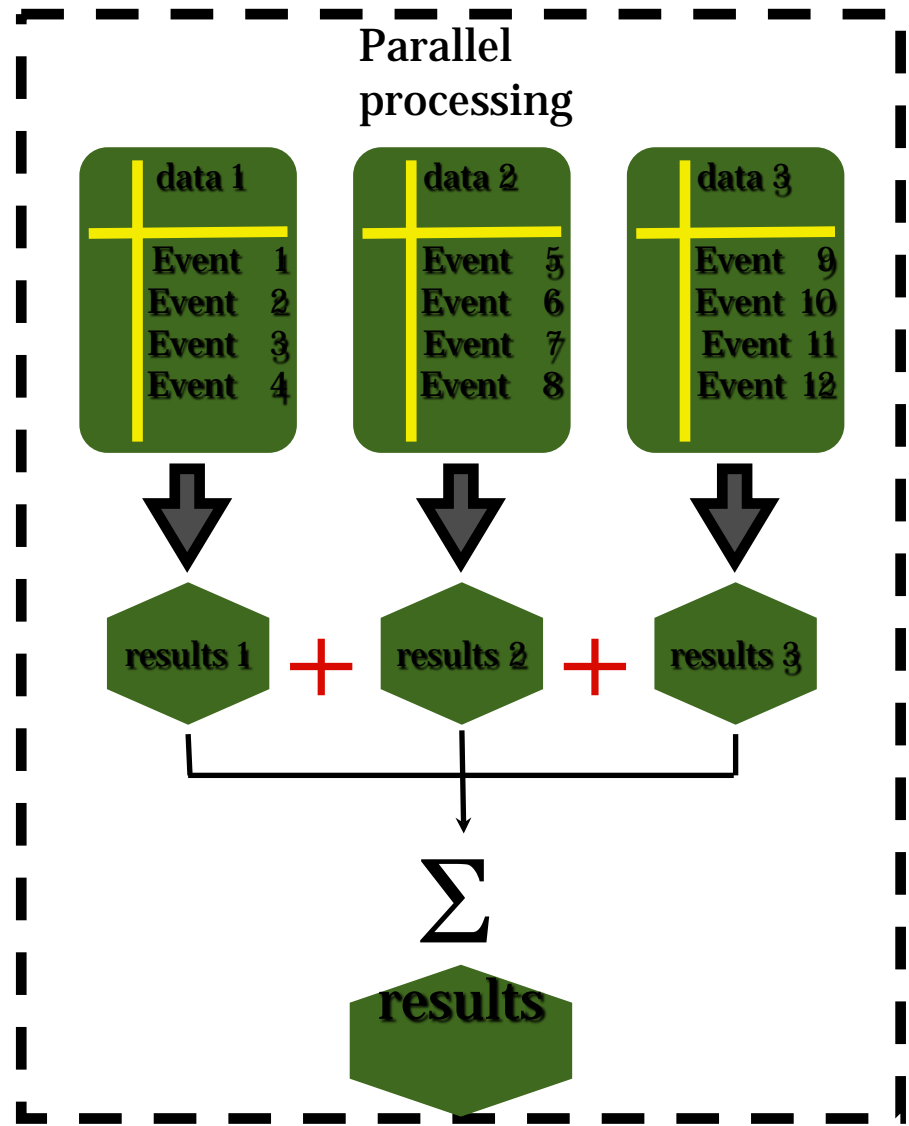 Parallel
processing
data 1
Event 1
Event 2
Event 3
Event 4
data 2
Event 5
Event 6
Event 7
Event 8
data 3
Event 9
Event 10
Event 11
Event 12
results 1 + results 2 + results 3
Σ
results